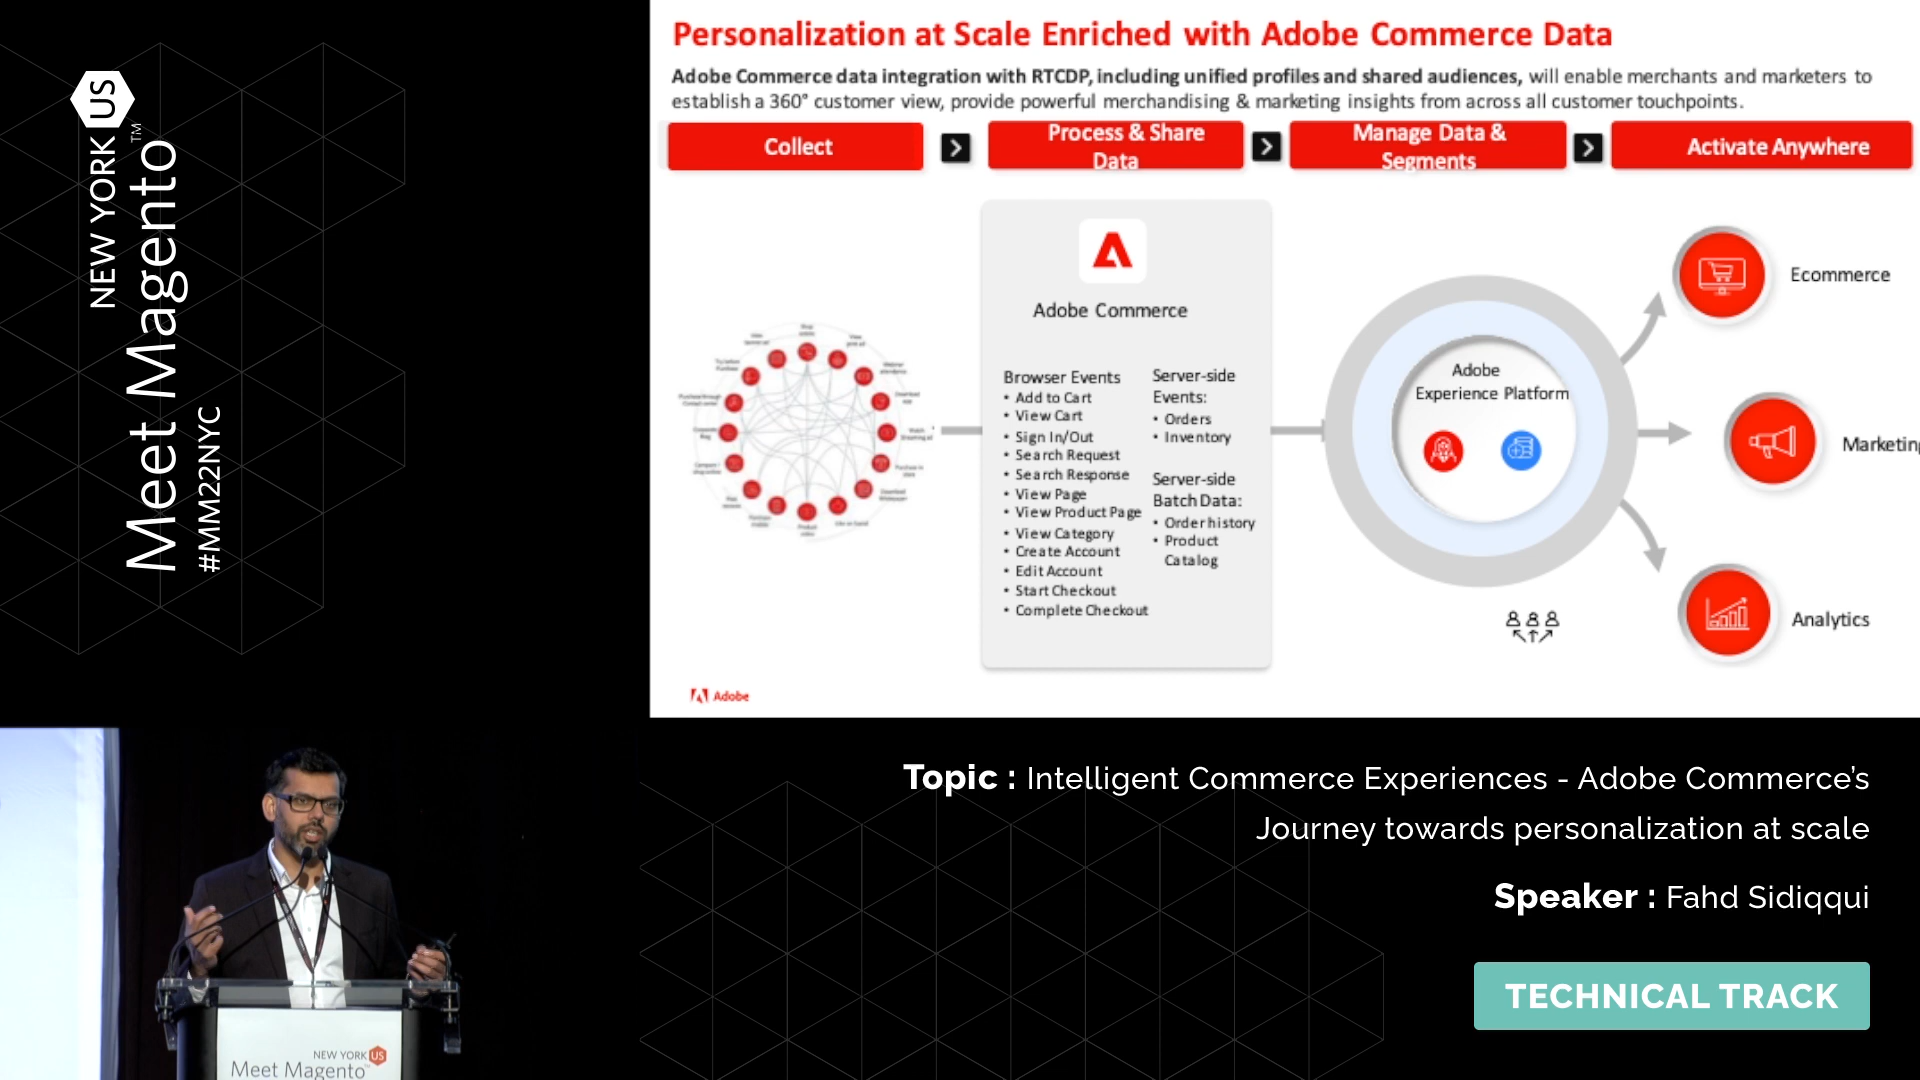 NEW YORK US
Meet Magento™
#MM22NYC
Personalization at Scale Enriched with Adobe Commerce Data
Adobe Commerce data integration with RTCDP, including unified profiles and shared audiences, will enable merchants and marketers to
establish a 360° customer view, provide powerful merchandising & marketing insights from across all customer touchpoints.
Collect
Process & Share
Data
Manage Data &
Segments
Activate Anywhere
Adobe Commerce
Browser Events
• Add to Cart
• View Cart
• Sign In/Out
• Search Request
• Search Response
• View Page
• View Product Page
• View Category
• Create Account
• Edit Account
• Start Checkout
• Complete Checkout
Server-side
Events:
• Orders
• Inventory
Server-side
Batch Data:
• Order history
• Product
Catalog
Adobe
Experience Platform
Ecommerce
Marketing
Analytics
Adobe
Topic : Intelligent Commerce Experiences - Adobe Commerce's
Journey towards personalization at scale
Speaker : Fahd Sidiqqui
TECHNICAL TRACK
NEW YORK US
Meet Magento